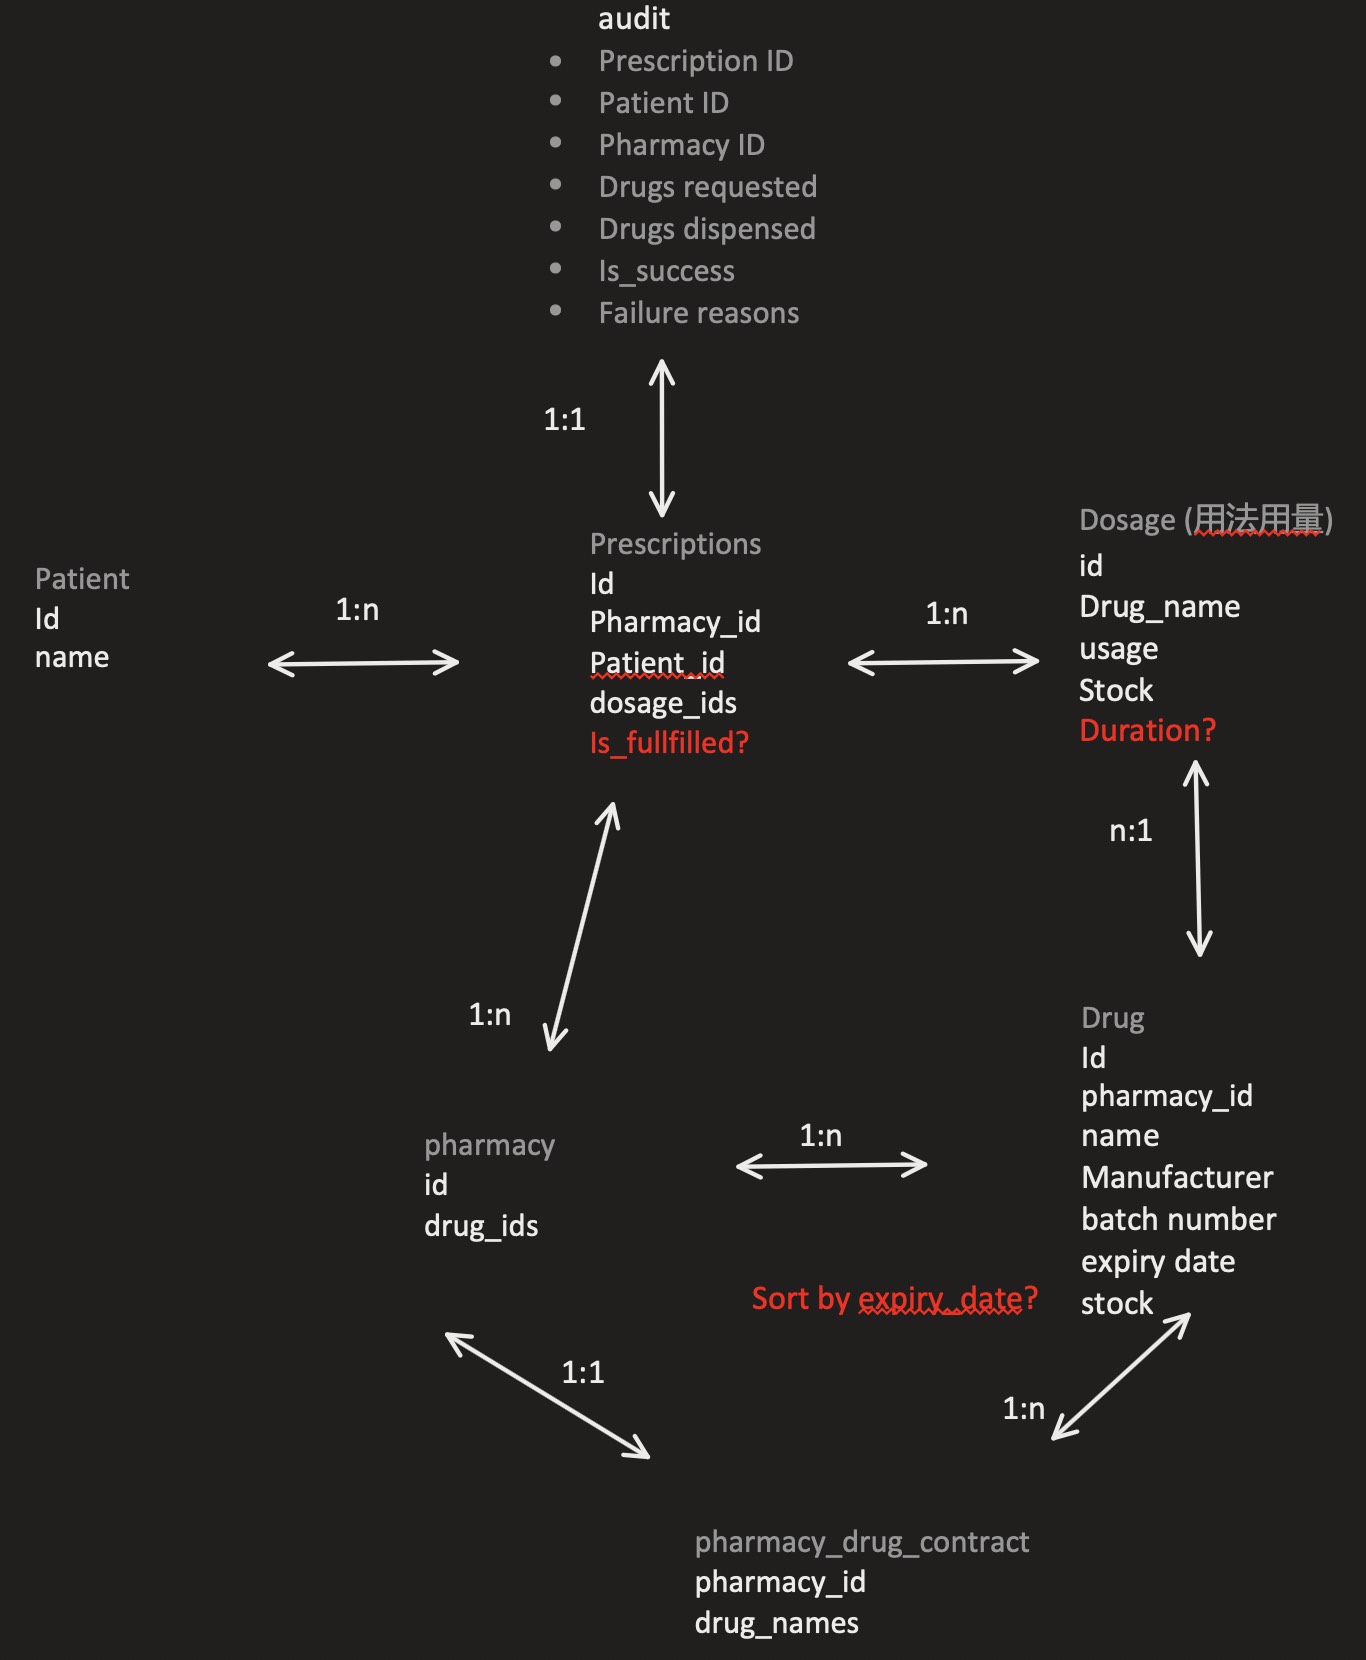 audit
• Prescription ID
• Patient ID
• Pharmacy ID
• Drugs requested
• Drugs dispensed
• Is_success
• Failure reasons
1:1
Patient
Id
name
1:n
Prescriptions
Id
Pharmacy_id
Patient_id
dosage_ids
Is_fullfilled?
1:n
Dosage (用法用量)
id
Drug_name
usage
Stock
Duration?
n:1
1:n
pharmacy
id
drug_ids
1:n
Drug
Id
pharmacy_id
name
Manufacturer
batch number
expiry date
stock
Sort by expiry_date?
1:1
1:n
pharmacy_drug_contract
pharmacy_id
drug_names